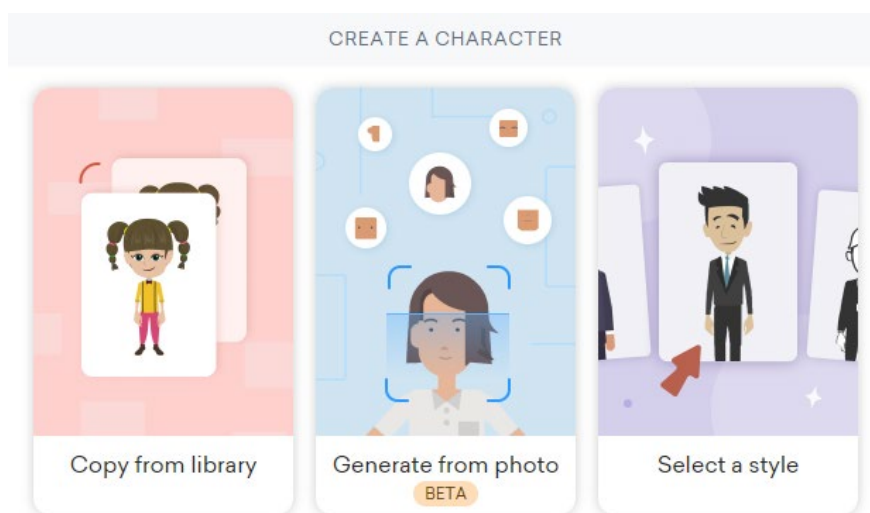 CREATE A CHARACTER
Copy from library
Generate from photo
BETA
Select a style